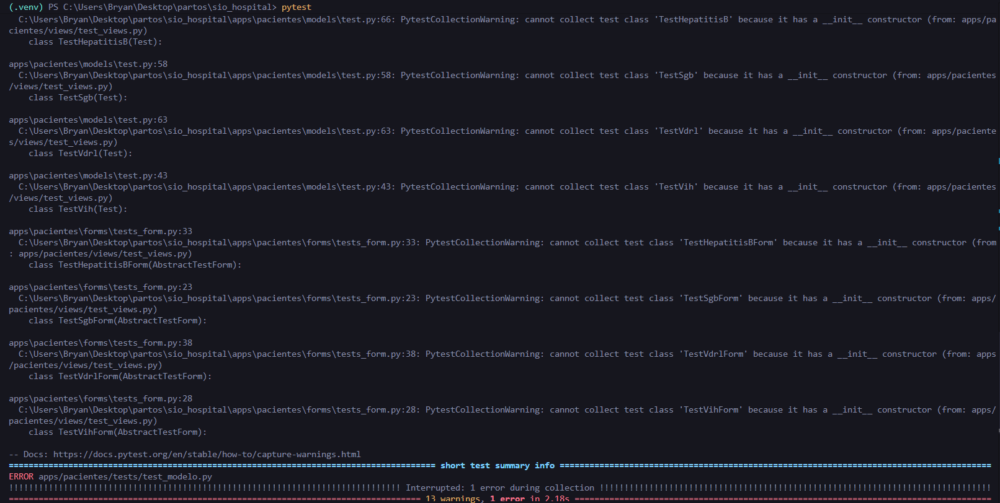 (.venv) PS C:\Users\Bryan\Desktop\partos\sio_hospital> pytest
  C:\Users\Bryan\Desktop\partos\sio_hospital\apps\pacientes\models\test.py:66: PytestCollectionWarning: cannot collect test class 'TestHepatitisB' because it has a __init__ constructor (from: apps/pa
cientes/views/test_views.py)
    class TestHepatitisB(Test):

apps\pacientes\models\test.py:58
  C:\Users\Bryan\Desktop\partos\sio_hospital\apps\pacientes\models\test.py:58: PytestCollectionWarning: cannot collect test class 'TestSgb' because it has a __init__ constructor (from: apps/pacientes
/views/test_views.py)
    class TestSgb(Test):

apps\pacientes\models\test.py:63
  C:\Users\Bryan\Desktop\partos\sio_hospital\apps\pacientes\models\test.py:63: PytestCollectionWarning: cannot collect test class 'TestVdrl' because it has a __init__ constructor (from: apps/paciente
s/views/test_views.py)
    class TestVdrl(Test):

apps\pacientes\models\test.py:43
  C:\Users\Bryan\Desktop\partos\sio_hospital\apps\pacientes\models\test.py:43: PytestCollectionWarning: cannot collect test class 'TestVih' because it has a __init__ constructor (from: apps/pacientes
/views/test_views.py)
    class TestVih(Test):

apps\pacientes\forms\tests_form.py:33
  C:\Users\Bryan\Desktop\partos\sio_hospital\apps\pacientes\forms\tests_form.py:33: PytestCollectionWarning: cannot collect test class 'TestHepatitisBForm' because it has a __init__ constructor (from
: apps/pacientes/views/test_views.py)
    class TestHepatitisBForm(AbstractTestForm):

apps\pacientes\forms\tests_form.py:23
  C:\Users\Bryan\Desktop\partos\sio_hospital\apps\pacientes\forms\tests_form.py:23: PytestCollectionWarning: cannot collect test class 'TestSgbForm' because it has a __init__ constructor (from: apps/
pacientes/views/test_views.py)
    class TestSgbForm(AbstractTestForm):

apps\pacientes\forms\tests_form.py:38
  C:\Users\Bryan\Desktop\partos\sio_hospital\apps\pacientes\forms\tests_form.py:38: PytestCollectionWarning: cannot collect test class 'TestVdrlForm' because it has a __init__ constructor (from: apps
/pacientes/views/test_views.py)
    class TestVdrlForm(AbstractTestForm):

apps\pacientes\forms\tests_form.py:28
  C:\Users\Bryan\Desktop\partos\sio_hospital\apps\pacientes\forms\tests_form.py:28: PytestCollectionWarning: cannot collect test class 'TestVihForm' because it has a __init__ constructor (from: apps/
pacientes/views/test_views.py)
    class TestVihForm(AbstractTestForm):

-- Docs: https://docs.pytest.org/en/stable/how-to/capture-warnings.html
====================================================================================== short test summary info =======================================================================================
ERROR apps/pacientes/tests/test_modelo.py
!!!!!!!!!!!!!!!!!!!!!!!!!!!!!!!!!!!!!!!!!!!!!!!!!!!!!!!!!!!!!!!!!!!!!!!!!!!!!!! Interrupted: 1 error during collection !!!!!!!!!!!!!!!!!!!!!!!!!!!!!!!!!!!!!!!!!!!!!!!!!!!!!!!!!!!!!!!!!!!!!!!!!!!!!!!
=================================================================================== 13 warnings, 1 error in 2.18s ====================================================================================